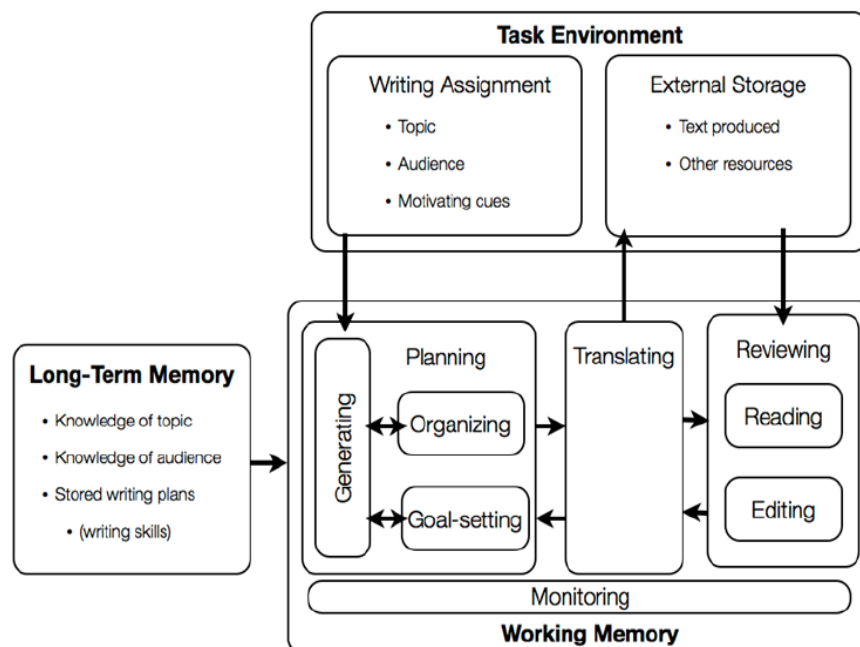 Task Environment
Writing Assignment
• Topic
• Audience
• Motivating cues
External Storage
• Text produced
• Other resources
Long-Term Memory
• Knowledge of topic
• Knowledge of audience
• Stored writing plans
• (writing skills)
Planning
Generating
Organizing
Goal-setting
Translating
Reviewing
Reading
Editing
Monitoring
Working Memory